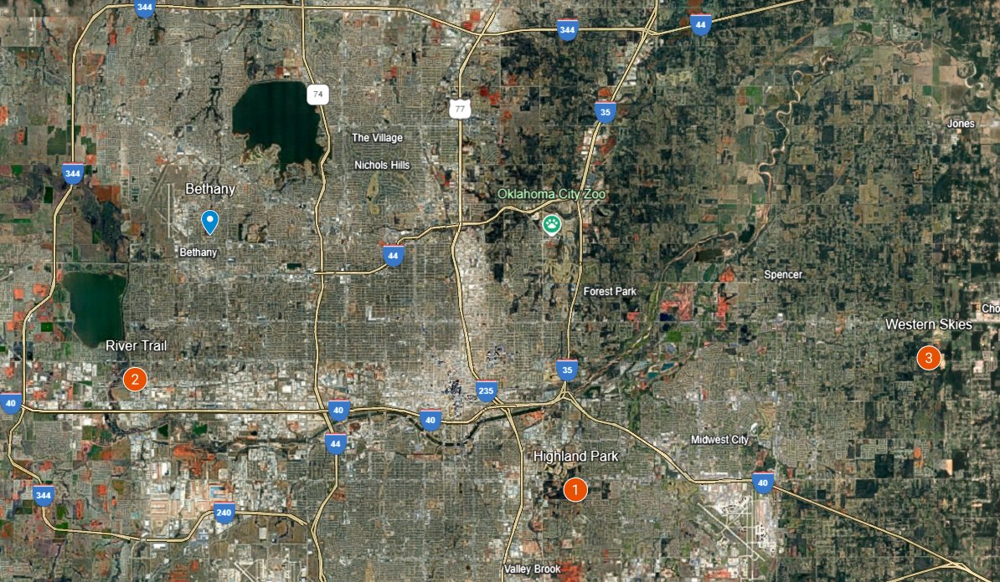 344
344
44
74
77
35
The Village
Jones
Nichols Hills
344
Bethany
Oklahoma City Zoo
Bethany
44
Spencer
Forest Park
Cho
Western Skies
River Trail
3
35
2
235
40
40
40
Midwest City
44
Highland Park
40
1
344
240
Valley Brook